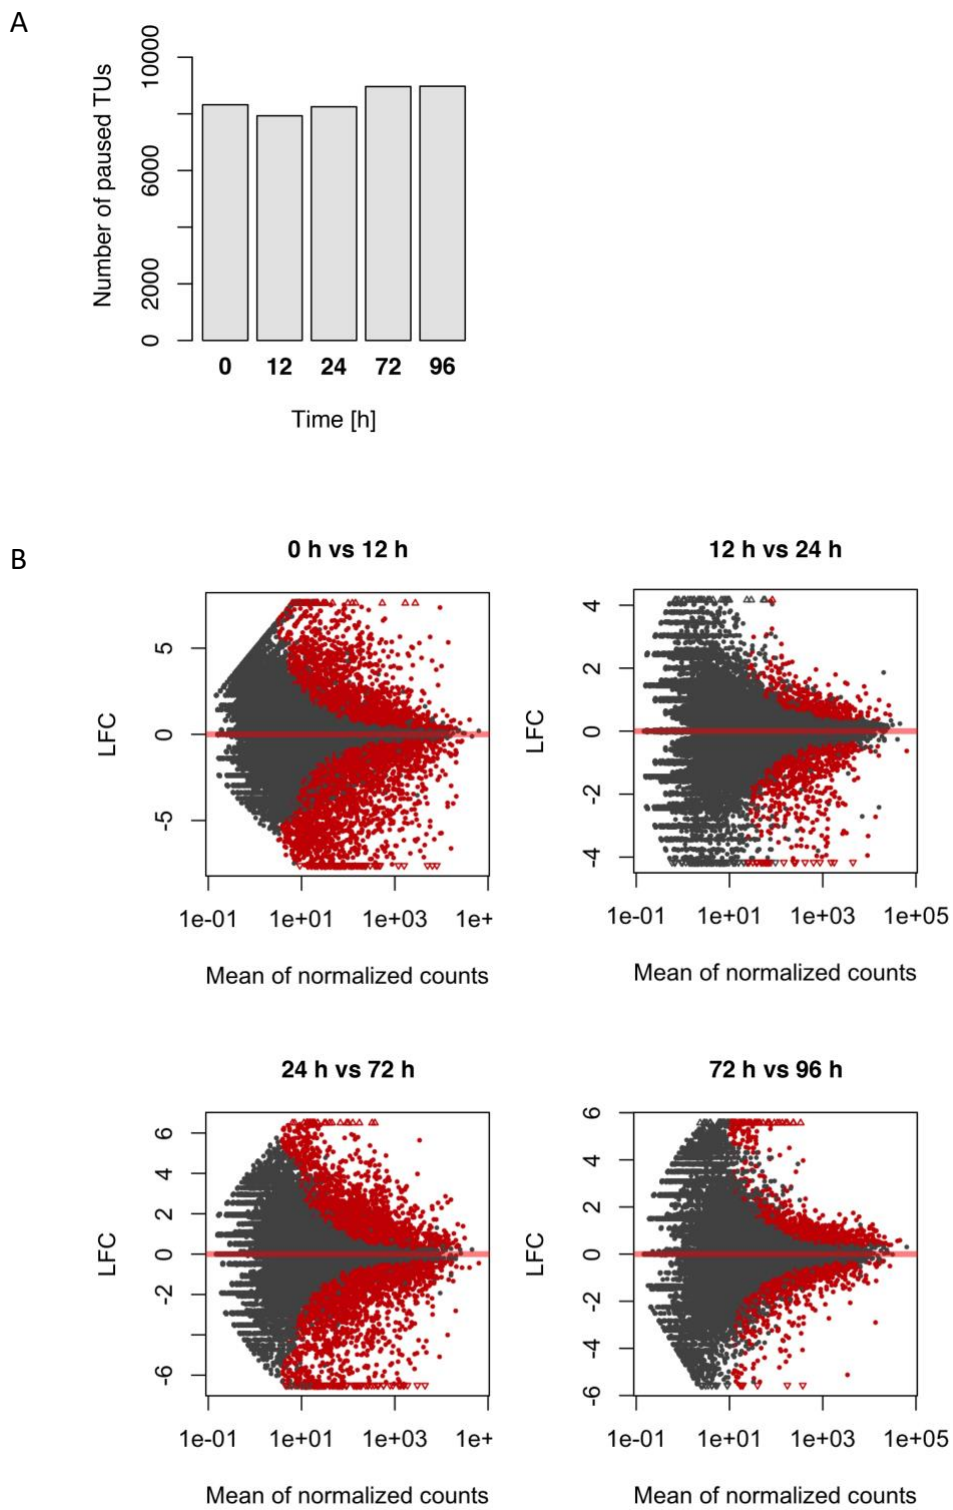 A
Number of paused TUs
10000
6000
2000
0
0 12 24 72 96
Time [h]
B
0 h vs 12 h
LFC
5
0
-5
1e-01 1e+01 1e+03 1e+
Mean of normalized counts
12 h vs 24 h
LFC
4
2
0
-2
-4
1e-01 1e+01 1e+03 1e+05
Mean of normalized counts
24 h vs 72 h
LFC
6
4
2
0
-2
-6
1e-01 1e+01 1e+03 1e+
Mean of normalized counts
72 h vs 96 h
LFC
6
4
2
0
-2
-4
-6
1e-01 1e+01 1e+03 1e+05
Mean of normalized counts